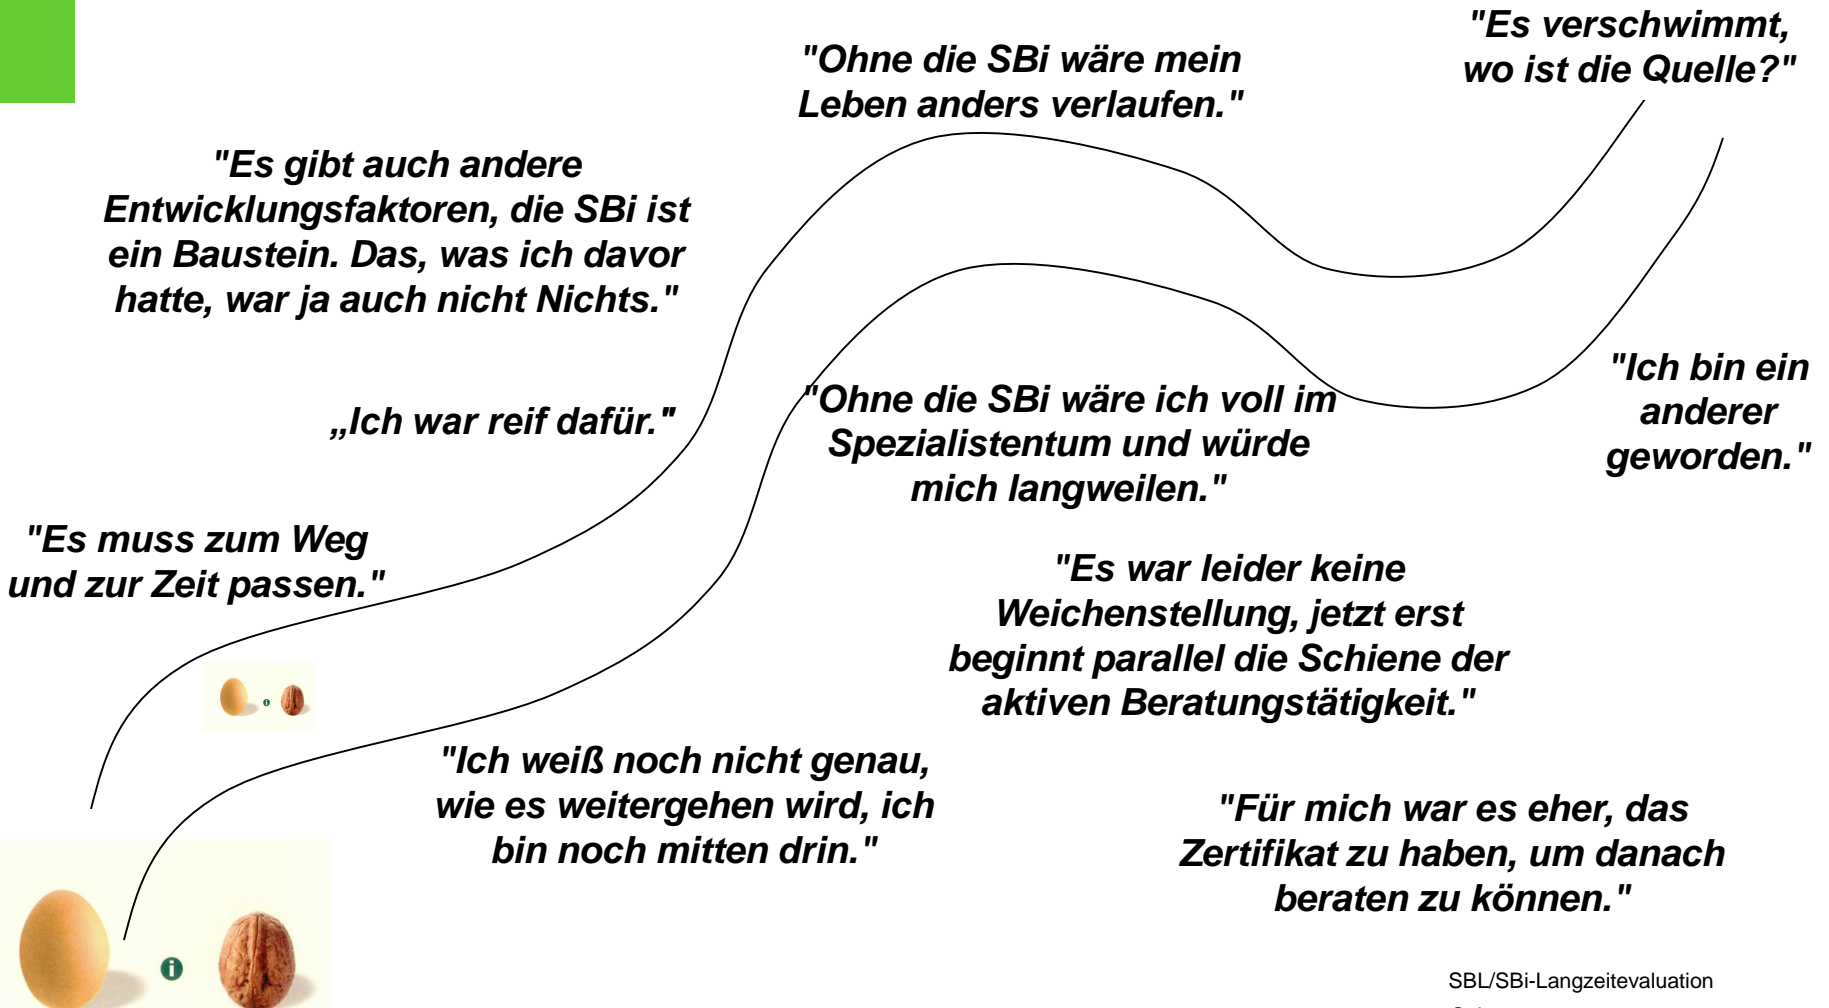 "Es verschwimmt,
wo ist die Quelle?"
"Ohne die SBi wäre mein
Leben anders verlaufen."
"Es gibt auch andere
Entwicklungsfaktoren, die SBi ist
ein Baustein. Das, was ich davor
hatte, war ja auch nicht Nichts."
"Ich bin ein
anderer
geworden."
„Ich war reif dafür."
"Ohne die SBi wäre ich voll im
Spezialistentum und würde
mich langweilen."
"Es muss zum Weg
und zur Zeit passen."
"Es war leider keine
Weichenstellung, jetzt erst
beginnt parallel die Schiene der
aktiven Beratungstätigkeit."
"Ich weiß noch nicht genau,
wie es weitergehen wird, ich
bin noch mitten drin."
"Für mich war es eher, das
Zertifikat zu haben, um danach
beraten zu können."
i
i
SBL/SBi-Langzeitevaluation